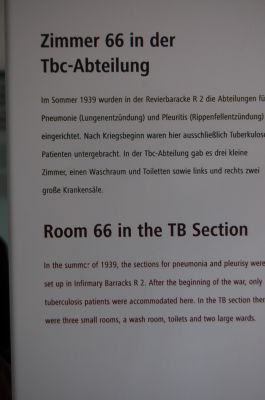 Zimmer 66 in der
Tbc-Abteilung
Im Sommer 1939 wurden in der Revierbaracke R 2 die Abteilungen fü
Pneumonie (Lungenentzündung) und Pleuritis (Rippenfellentzündung)
eingerichtet. Nach Kriegsbeginn waren hier ausschließlich Tuberkulose
Patienten untergebracht. In der Tbc-Abteilung gab es drei kleine
Zimmer, einen Waschraum und Toiletten sowie links und rechts zwei
große Krankensäle.
Room 66 in the TB Section
In the summer of 1939, the sections for pneumonia and pleurisy were
set up in Infirmary Barracks R 2. After the beginning of the war, only
tuberculosis patients were accommodated here. In the TB section ther
were three small rooms, a wash room, toilets and two large wards.